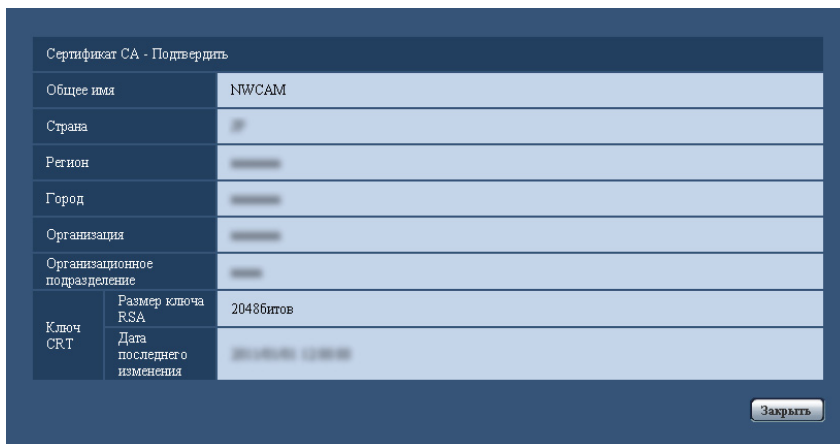 Сертификат CA - Подтвердить
Общее имя NWCAM
Страна
Регион
Город
Организация
Организационное
подразделение
Ключ
CRT
Размер ключа
RSA
2048битов
Дата
последнего
изменения
Закрыть